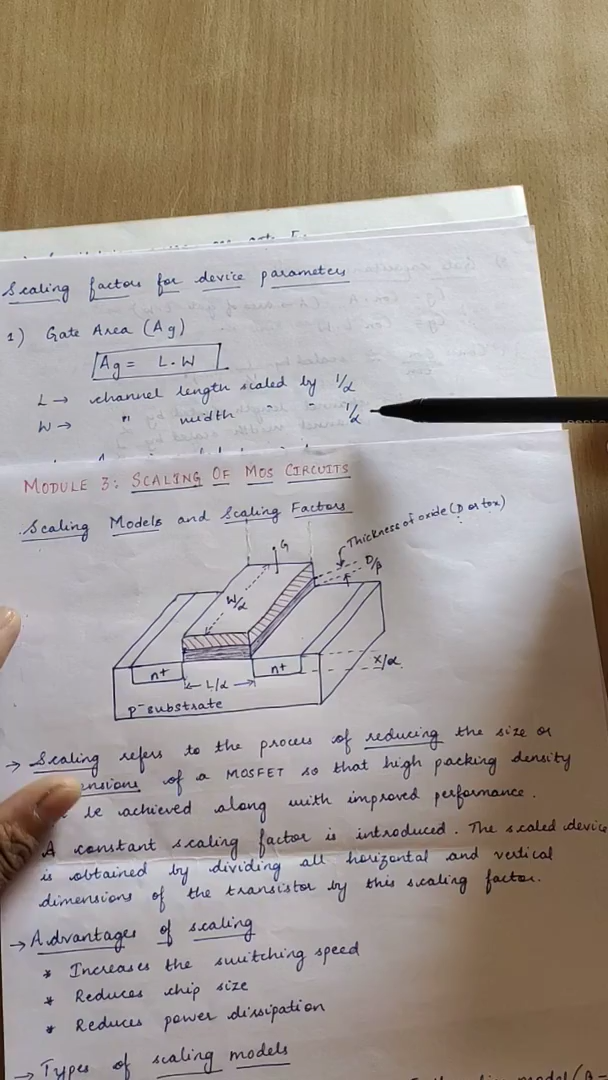 Scaling factors for device parameters
1) Gate Area (Ag)
Ag = L·W
L → channel length scaled by 1/α
W → " width " " 1/α
MODULE 3: SCALING OF MOS CIRCUITS
Scaling Models and Scaling Factors
G
Thickness of oxide (D or tox)
D/β
W/α
n+
n+
L/α
X/α
p⁻ substrate
→ Scaling refers to the process of reducing the size or
ensions of a MOSFET so that high packing density
be achieved along with improved performance.
A constant scaling factor is introduced. The scaled device
is obtained by dividing all horizontal and vertical
dimensions of the transistor by this scaling factor.
→ Advantages of scaling
* Increases the switching speed
* Reduces chip size
* Reduces power dissipation
→ Types of scaling models